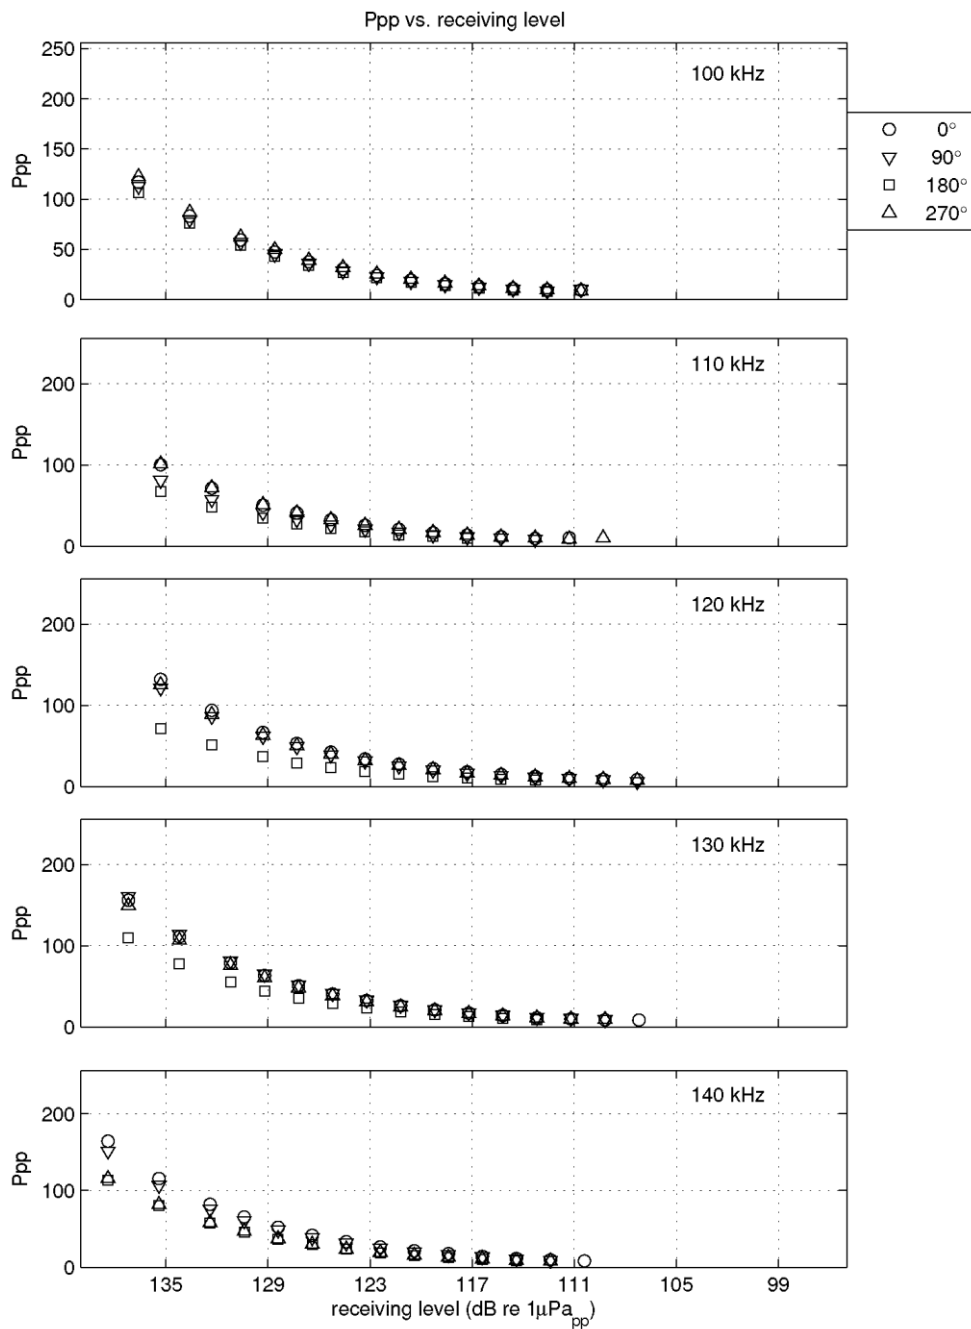 Ppp vs. receiving level
250
200
150
100
50
0
Ppp
100 kHz
0°
90°
180°
270°
200
100
0
Ppp
110 kHz
200
100
0
Ppp
120 kHz
200
100
0
Ppp
130 kHz
200
100
0
Ppp
140 kHz
135 129 123 117 111 105 99
receiving level (dB re 1μPapp)